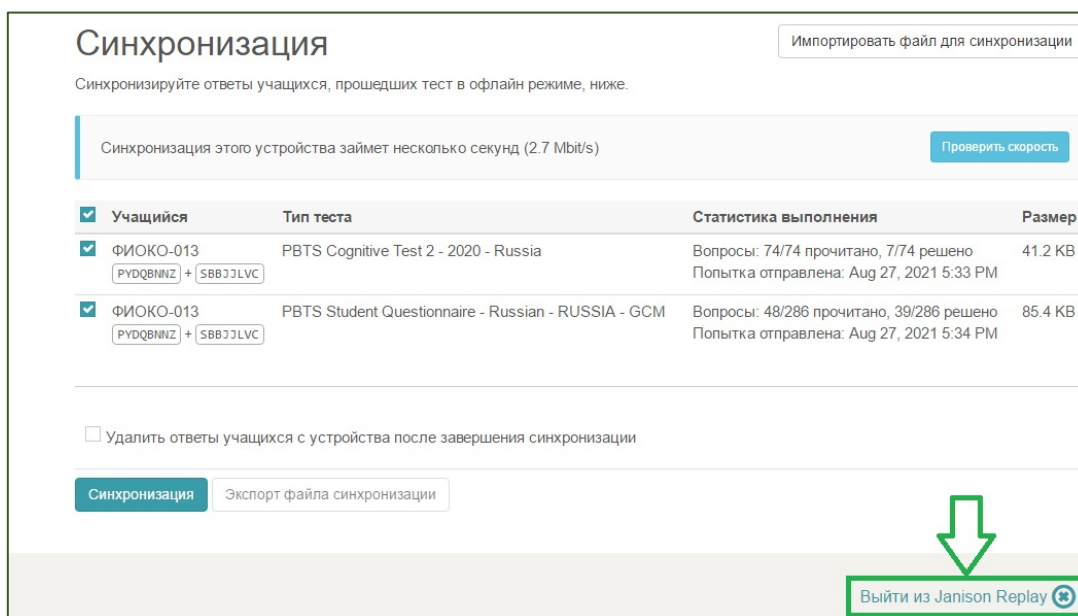 Синхронизация
Импортировать файл для синхронизации
Синхронизируйте ответы учащихся, прошедших тест в офлайн режиме, ниже.
Синхронизация этого устройства займет несколько секунд (2.7 Mbit/s)
Проверить скорость
Учащийся Тип теста Статистика выполнения Размер
ФИОКО-013 PBTS Cognitive Test 2 - 2020 - Russia Вопросы: 74/74 прочитано, 7/74 решено 41.2 KB
PYDQBNNZ + SBBJJLVC Попытка отправлена: Aug 27, 2021 5:33 PM
ФИОКО-013 PBTS Student Questionnaire - Russian - RUSSIA - GCM Вопросы: 48/286 прочитано, 39/286 решено 85.4 KB
PYDQBNNZ + SBBJJLVC Попытка отправлена: Aug 27, 2021 5:34 PM
Удалить ответы учащихся с устройства после завершения синхронизации
Синхронизация Экспорт файла синхронизации
Выйти из Janison Replay